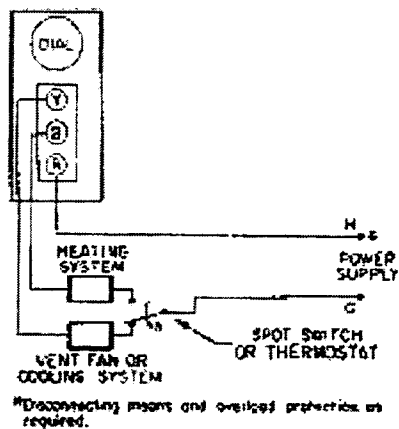 DIAL
Y
B
R
H
HEATING
SYSTEM
POWER
SUPPLY
G
SPDT SWITCH
OR THERMOSTAT
VENT FAN OR
COOLING SYSTEM
*Disconnecting means and overload protection as
required.